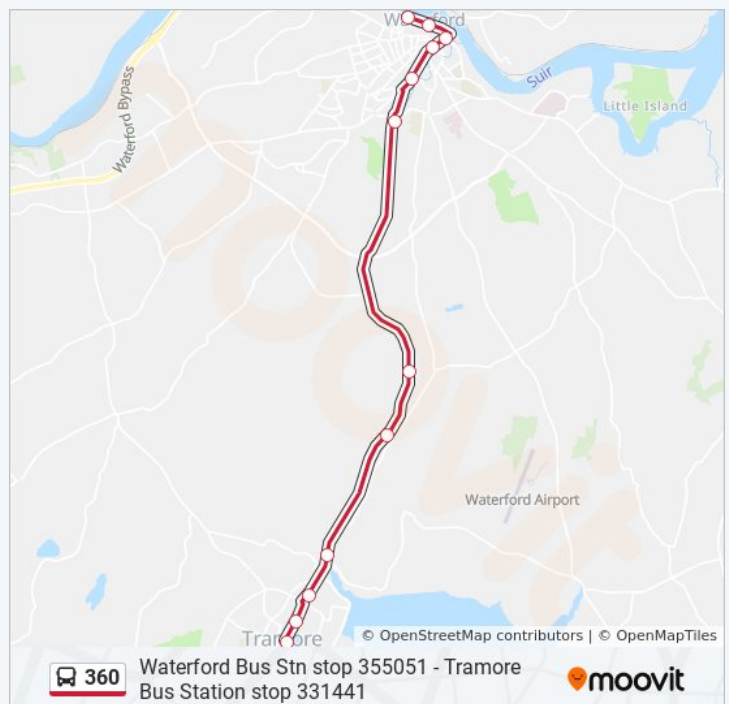 Waterford
Waterford Bypass
Suir
Little Island
Waterford Airport
moovit
Tramore
© OpenStreetMap contributors | © OpenMapTiles
360
Waterford Bus Stn stop 355051 - Tramore
Bus Station stop 331441
moovit